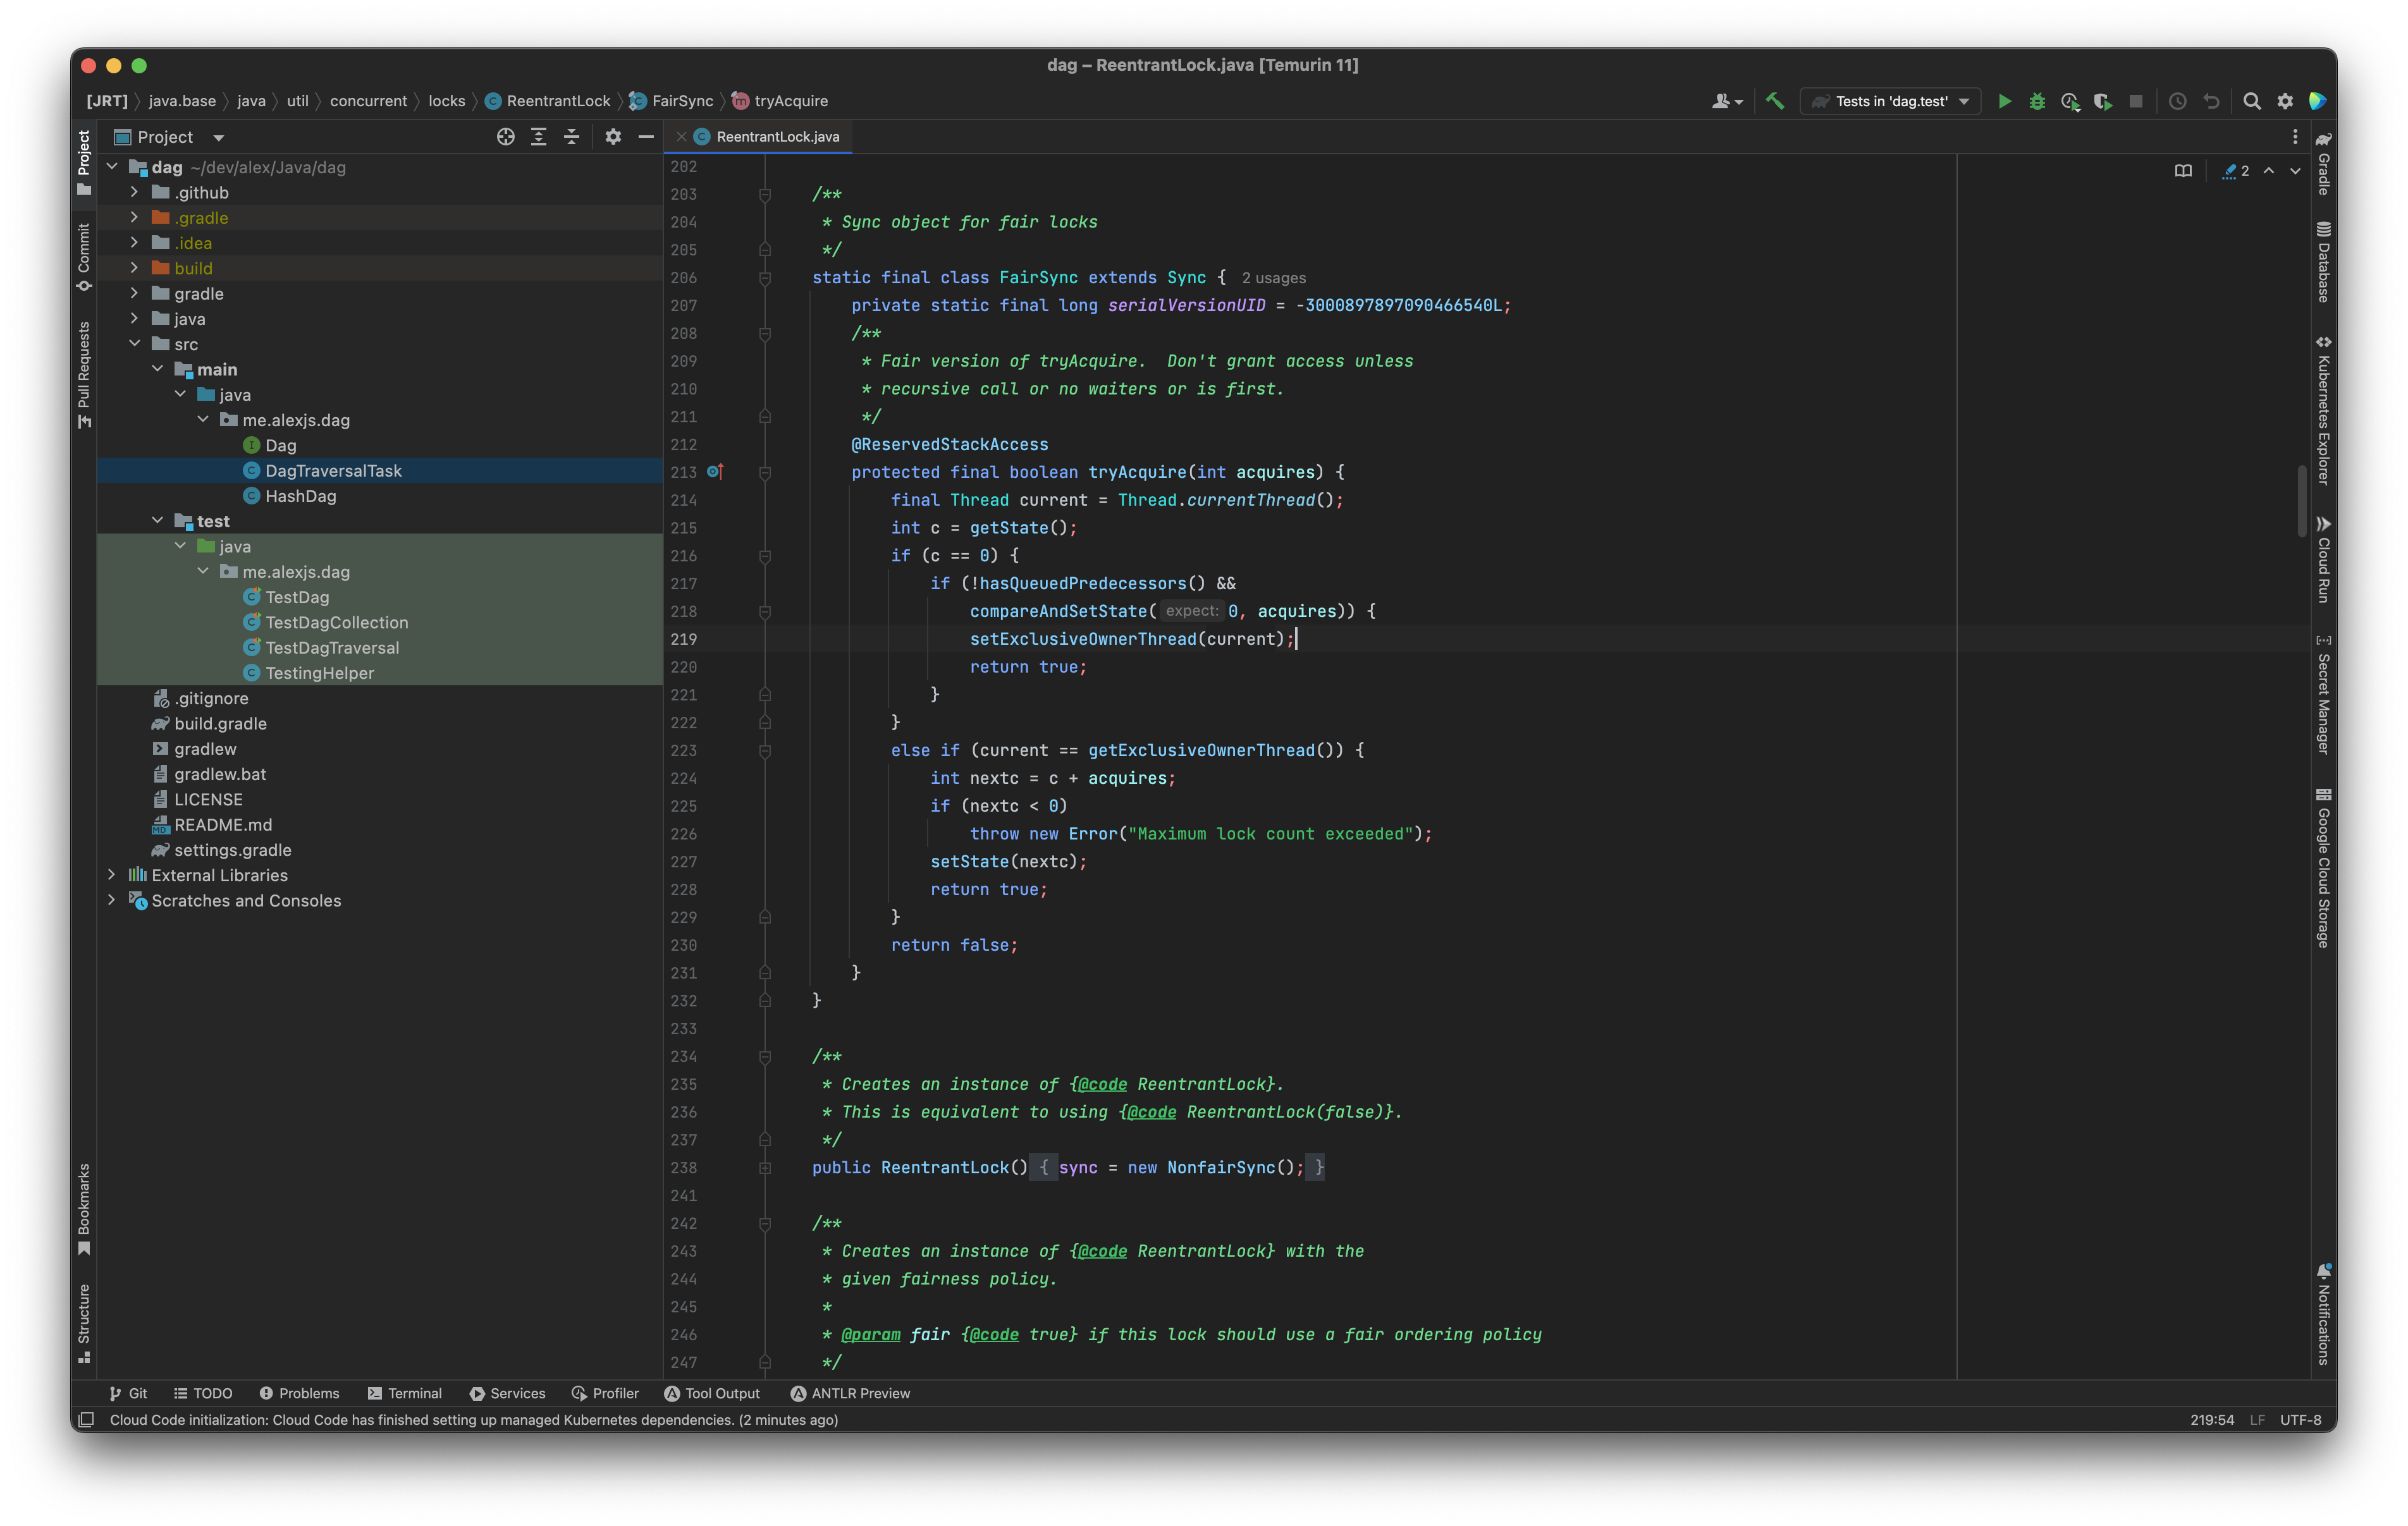 dag – ReentrantLock.java [Temurin 11]
[JRT] java.base java util concurrent locks ReentrantLock FairSync tryAcquire
Tests in 'dag.test'
Project
ReentrantLock.java
Project
Commit
Pull Requests
Bookmarks
Structure
dag ~/dev/alex/Java/dag
.github
.gradle
.idea
build
gradle
java
src
main
java
me.alexjs.dag
Dag
DagTraversalTask
HashDag
test
java
me.alexjs.dag
TestDag
TestDagCollection
TestDagTraversal
TestingHelper
.gitignore
build.gradle
gradlew
gradlew.bat
LICENSE
README.md
settings.gradle
External Libraries
Scratches and Consoles
2
202
203 /**
204 * Sync object for fair locks
205 */
206 static final class FairSync extends Sync { 2 usages
207 private static final long serialVersionUID = -3000897897090466540L;
208 /**
209 * Fair version of tryAcquire.  Don't grant access unless
210 * recursive call or no waiters or is first.
211 */
212 @ReservedStackAccess
213 protected final boolean tryAcquire(int acquires) {
214 final Thread current = Thread.currentThread();
215 int c = getState();
216 if (c == 0) {
217 if (!hasQueuedPredecessors() &&
218 compareAndSetState( expect: 0, acquires)) {
219 setExclusiveOwnerThread(current);
220 return true;
221 }
222 }
223 else if (current == getExclusiveOwnerThread()) {
224 int nextc = c + acquires;
225 if (nextc < 0)
226 throw new Error("Maximum lock count exceeded");
227 setState(nextc);
228 return true;
229 }
230 return false;
231 }
232 }
233
234 /**
235 * Creates an instance of {@code ReentrantLock}.
236 * This is equivalent to using {@code ReentrantLock(false)}.
237 */
238 public ReentrantLock() { sync = new NonfairSync(); }
241
242 /**
243 * Creates an instance of {@code ReentrantLock} with the
244 * given fairness policy.
245 *
246 * @param fair {@code true} if this lock should use a fair ordering policy
247 */
Gradle
Database
Kubernetes Explorer
Cloud Run
Secret Manager
Google Cloud Storage
Notifications
Git TODO Problems Terminal Services Profiler Tool Output ANTLR Preview
Cloud Code initialization: Cloud Code has finished setting up managed Kubernetes dependencies. (2 minutes ago) 219:54 LF UTF-8